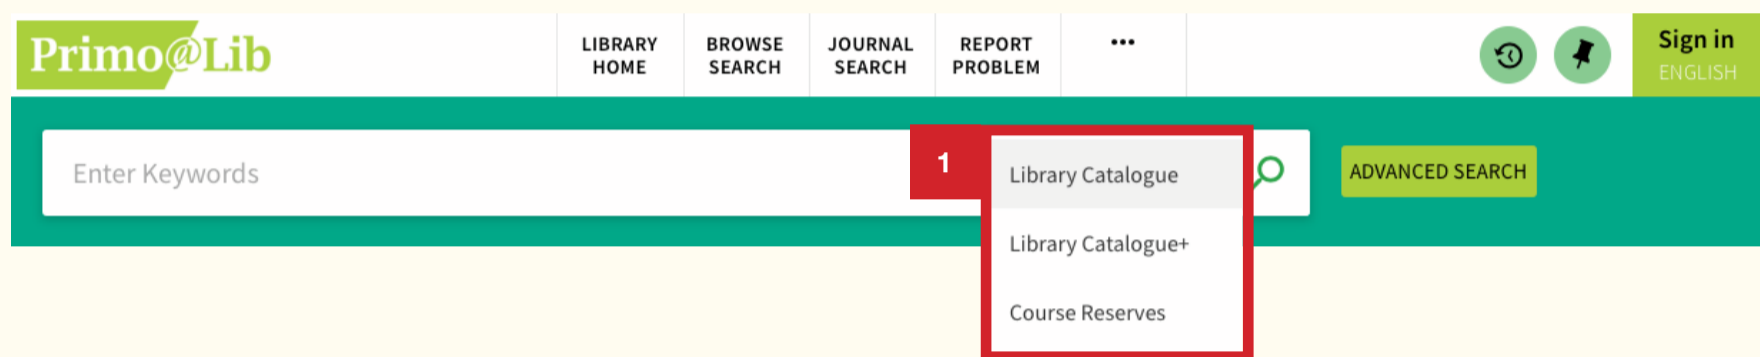 Primo@Lib
LIBRARY
HOME
BROWSE
SEARCH
JOURNAL
SEARCH
REPORT
PROBLEM
•••
Sign in
ENGLISH
Enter Keywords
1
Library Catalogue
Library Catalogue+
Course Reserves
ADVANCED SEARCH